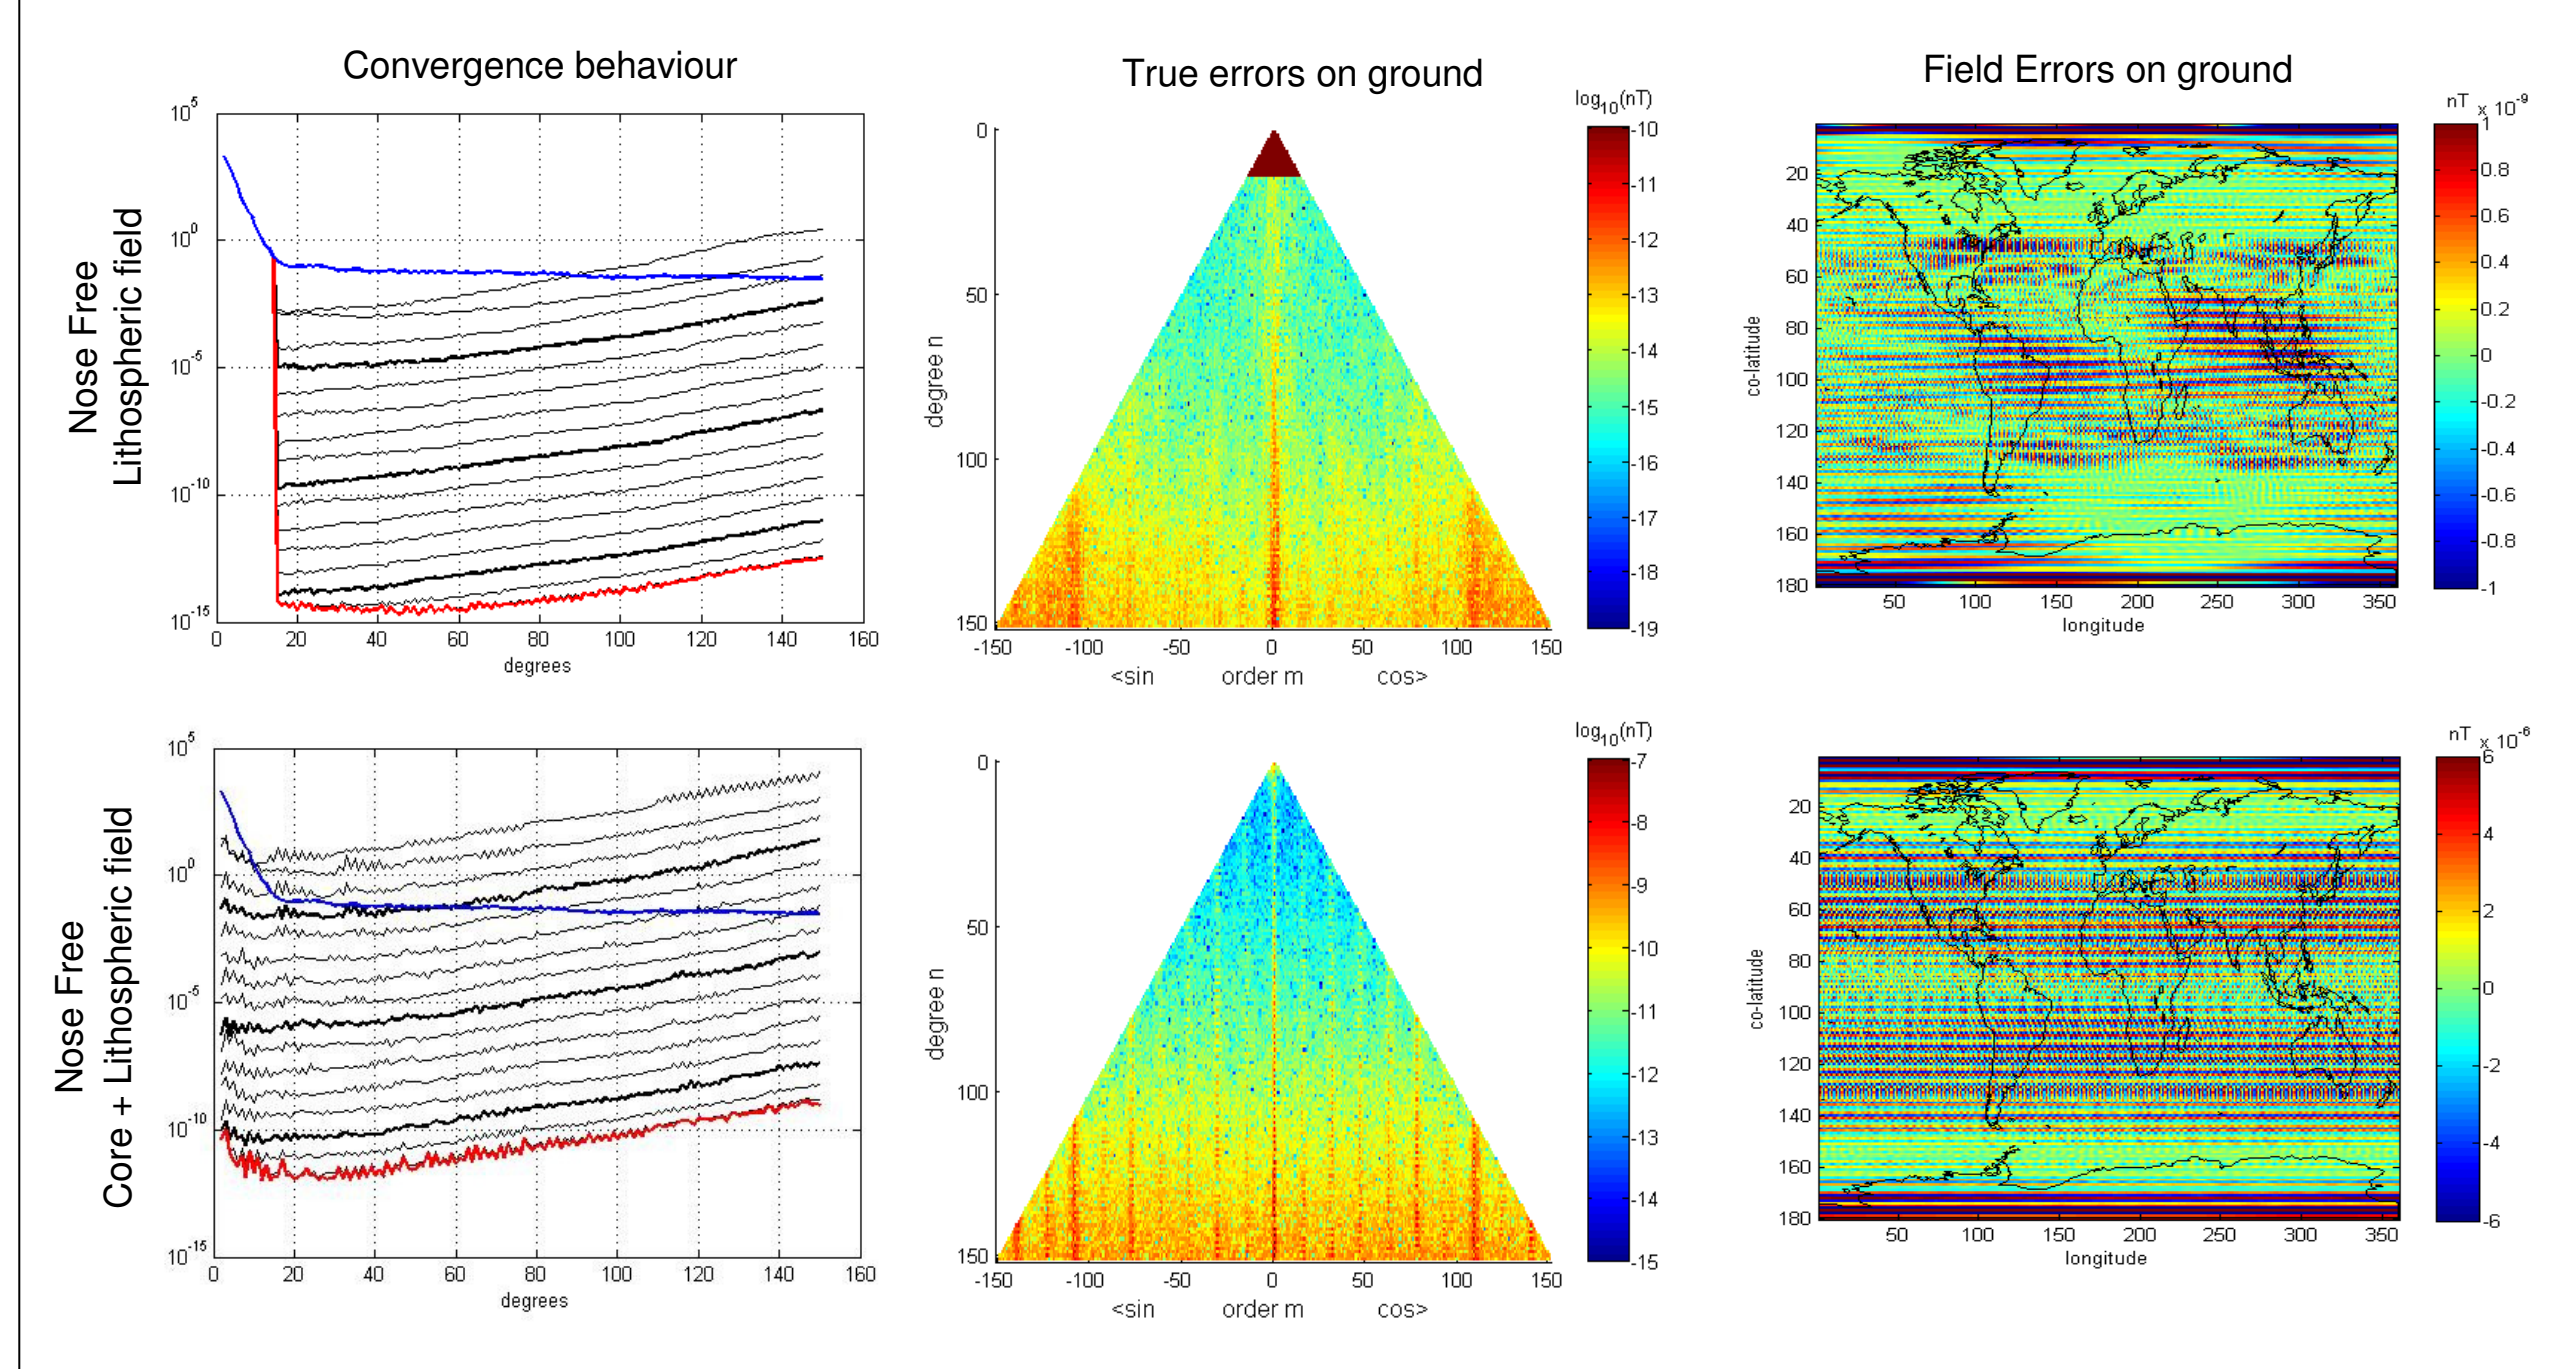 Convergence behaviour
True errors on ground
Field Errors on ground
Nose Free
Lithospheric field
10^5
10^0
10^-5
10^-10
10^-15
0 20 40 60 80 100 120 140 160
degrees
log10(nT)
degree n
0
50
100
150
-150 -100 -50 0 50 100 150
<sin order m cos>
-10
-11
-12
-13
-14
-15
-16
-17
-18
-19
nT x 10^-9
co-latitude
20
40
60
80
100
120
140
160
180
50 100 150 200 250 300 350
longitude
1
0.8
0.6
0.4
0.2
0
-0.2
-0.4
-0.6
-0.8
-1
Nose Free
Core + Lithospheric field
10^5
10^0
10^-5
10^-10
10^-15
0 20 40 60 80 100 120 140 160
degrees
log10(nT)
degree n
0
50
100
150
-150 -100 -50 0 50 100 150
<sin order m cos>
-7
-8
-9
-10
-11
-12
-13
-14
-15
nT x 10^-6
co-latitude
20
40
60
80
100
120
140
160
180
50 100 150 200 250 300 350
longitude
6
4
2
0
-2
-4
-6